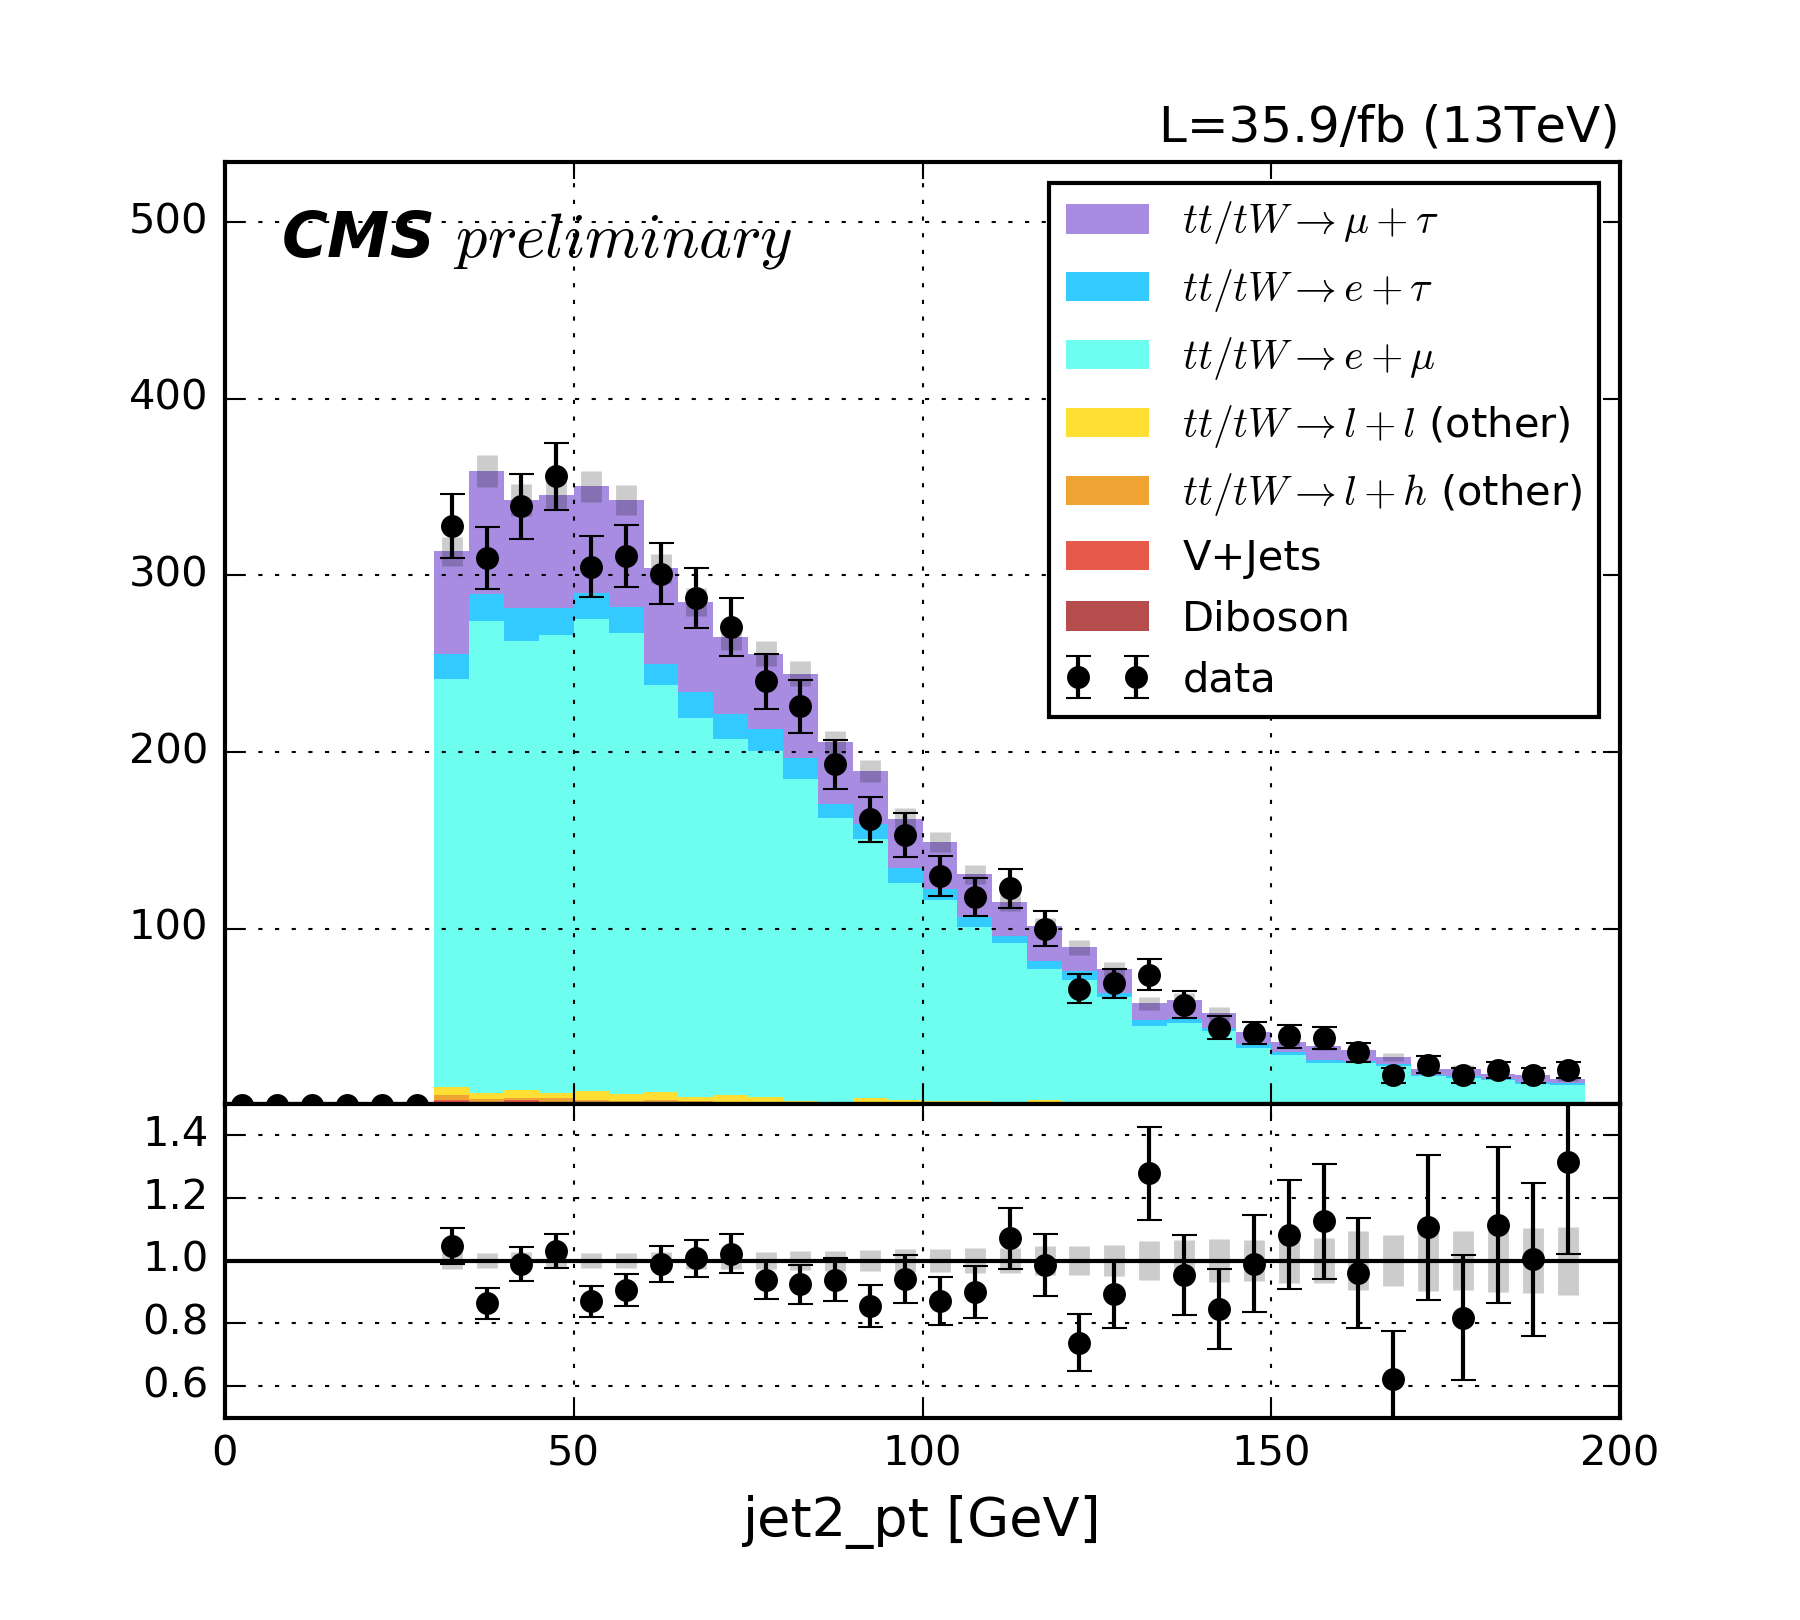 L=35.9/fb (13TeV)
CMS preliminary
tt/tW → μ + τ
tt/tW → e + τ
tt/tW → e + μ
tt/tW → l + l (other)
tt/tW → l + h (other)
V+Jets
Diboson
data
500
400
300
200
100
1.4
1.2
1.0
0.8
0.6
0 50 100 150 200
jet2_pt [GeV]